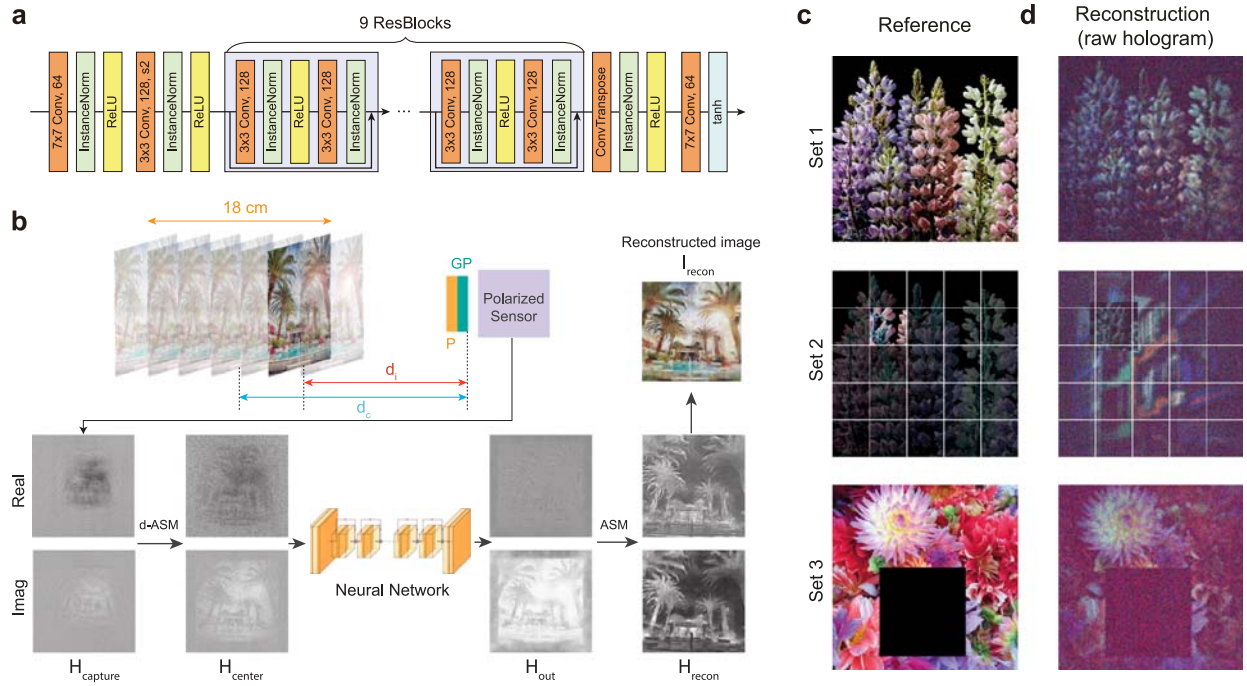 a
9 ResBlocks
7x7 Conv, 64
InstanceNorm
ReLU
3x3 Conv, 128, s2
InstanceNorm
ReLU
3x3 Conv, 128
InstanceNorm
ReLU
3x3 Conv, 128
InstanceNorm
...
3x3 Conv, 128
InstanceNorm
ReLU
3x3 Conv, 128
InstanceNorm
ConvTranspose
InstanceNorm
ReLU
7x7 Conv, 64
tanh
b
18 cm
GP
P
Polarized
Sensor
d_i
d_c
Reconstructed image
I_recon
Real
Imag
d-ASM
Neural Network
ASM
H_capture
H_center
H_out
H_recon
c
Reference
d
Reconstruction
(raw hologram)
Set 1
Set 2
Set 3